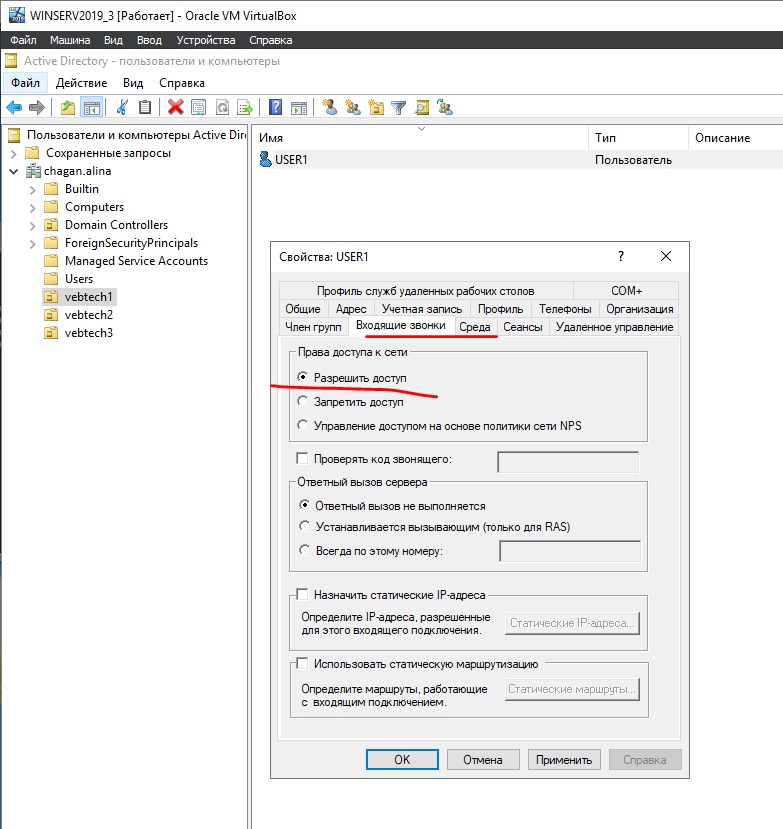 WINSERV2019_3 [Работает] - Oracle VM VirtualBox
Файл Машина Вид Ввод Устройства Справка
Active Directory - пользователи и компьютеры
Файл Действие Вид Справка
Пользователи и компьютеры Active Dir
Сохраненные запросы
chagan.alina
Builtin
Computers
Domain Controllers
ForeignSecurityPrincipals
Managed Service Accounts
Users
vebtech1
vebtech2
vebtech3
Имя Тип Описание
USER1 Пользователь
Свойства: USER1 ?
Профиль служб удаленных рабочих столов COM+
Общие Адрес Учетная запись Профиль Телефоны Организация
Член групп Входящие звонки Среда Сеансы Удаленное управление
Права доступа к сети
Разрешить доступ
Запретить доступ
Управление доступом на основе политики сети NPS
Проверять код звонящего:
Ответный вызов сервера
Ответный вызов не выполняется
Устанавливается вызывающим (только для RAS)
Всегда по этому номеру:
Назначить статические IP-адреса
Определите IP-адреса, разрешенные
для этого входящего подключения.
Статические IP-адреса...
Использовать статическую маршрутизацию
Определите маршруты, работающие
с входящим подключением.
Статические маршруты...
OK Отмена Применить Справка